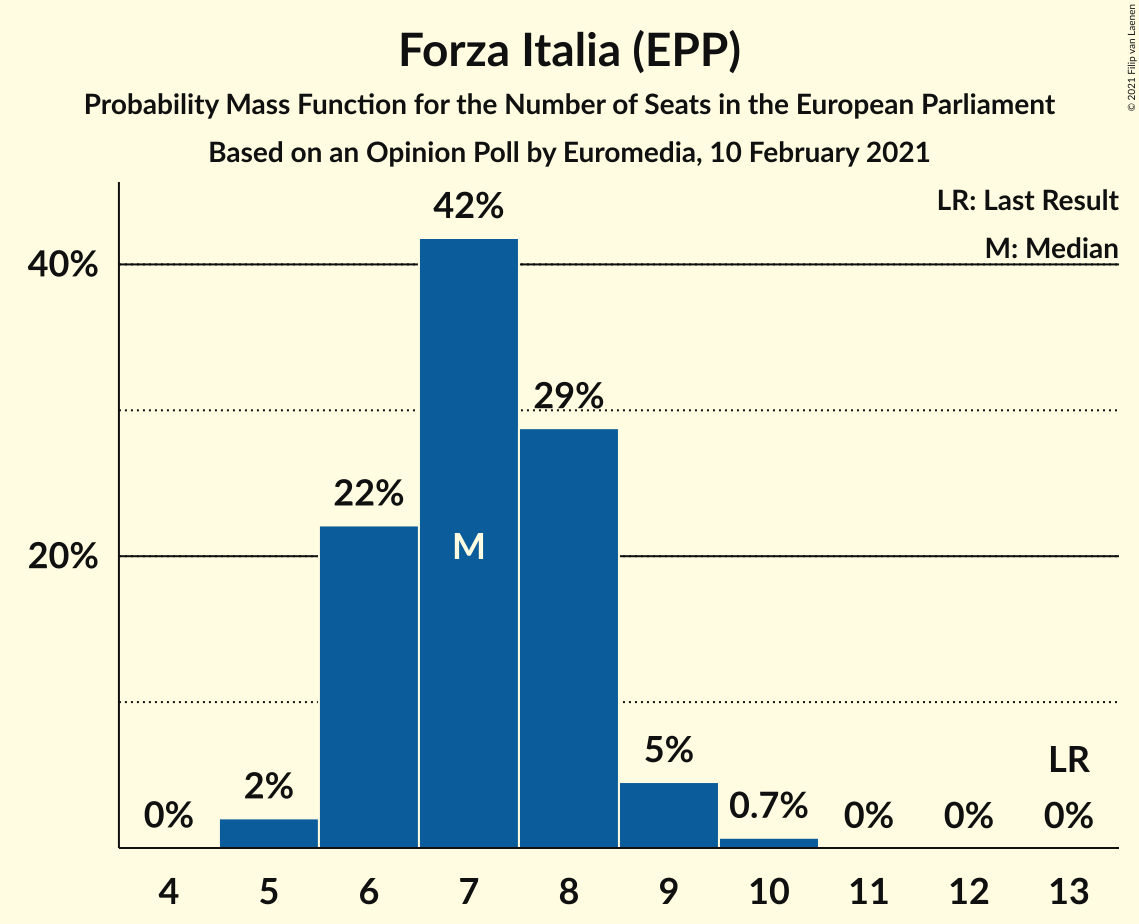 Forza Italia (EPP)
Probability Mass Function for the Number of Seats in the European Parliament
Based on an Opinion Poll by Euromedia, 10 February 2021
© 2021 Filip van Laenen
LR: Last Result
M: Median
40%
20%
0%
2%
22%
42%
M
29%
5%
0.7%
0%
0%
LR
0%
4 5 6 7 8 9 10 11 12 13